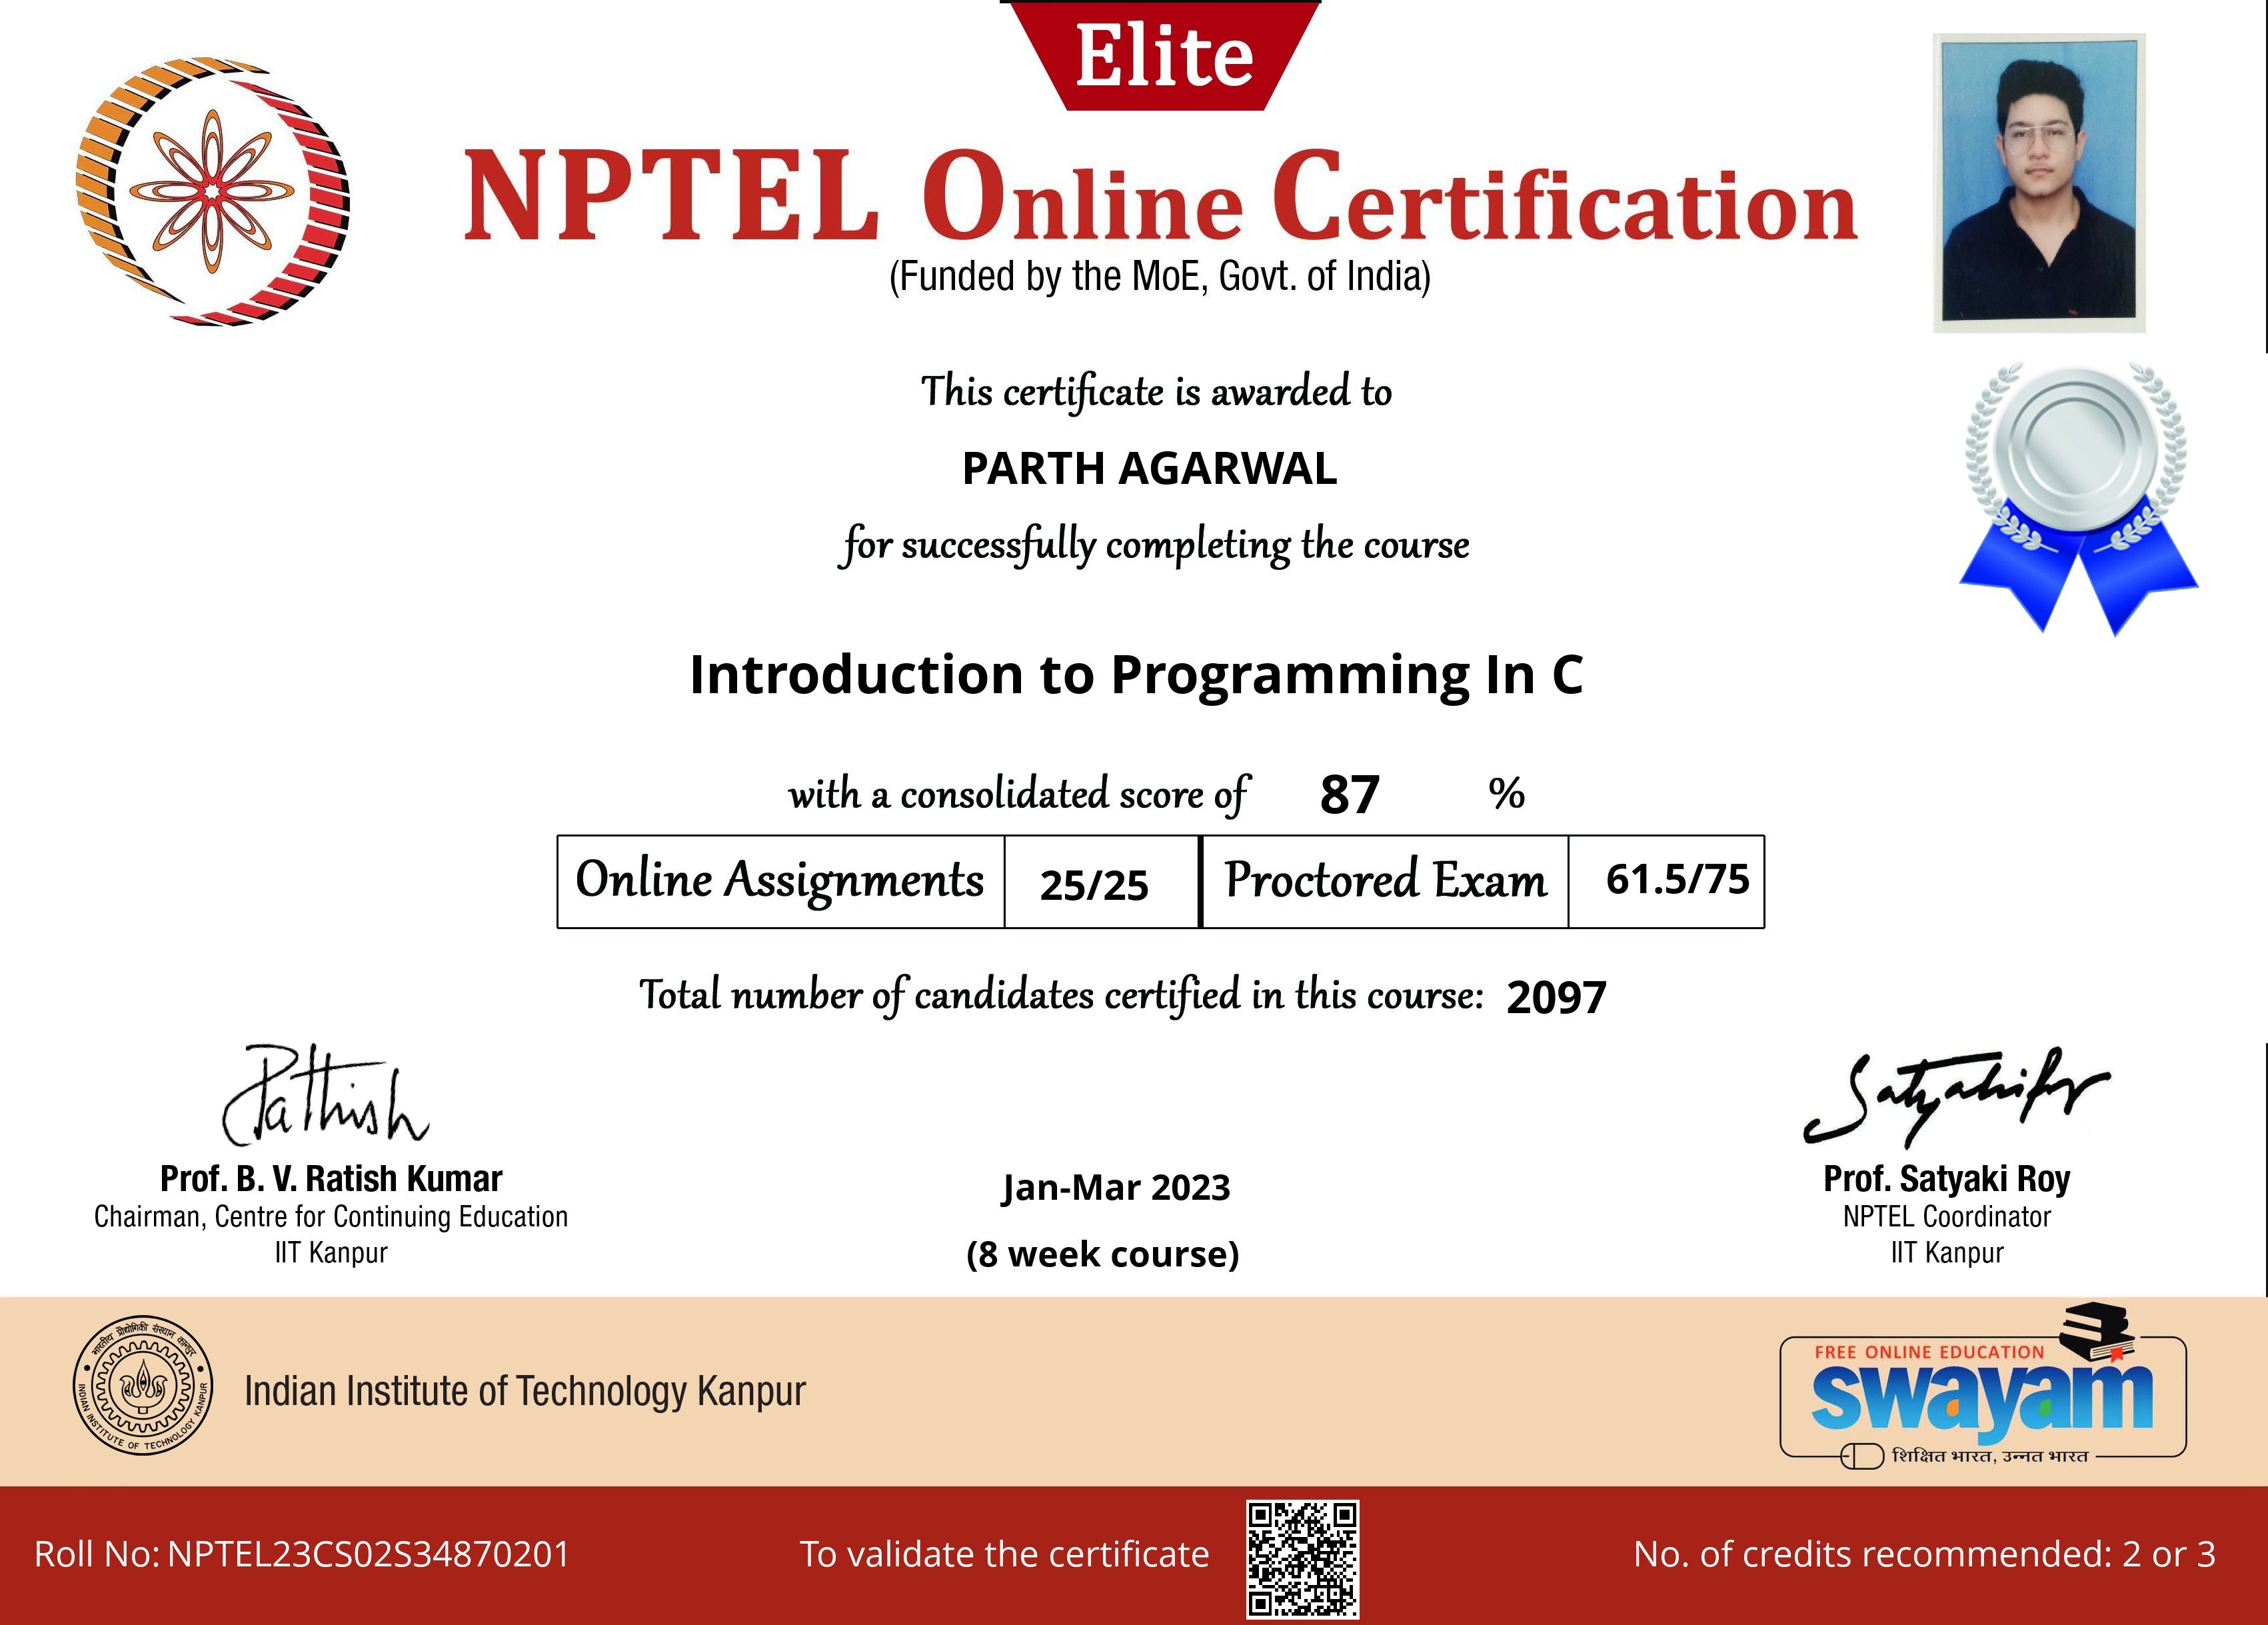 Elite
NPTEL Online Certification
(Funded by the MoE, Govt. of India)
This certificate is awarded to
PARTH AGARWAL
for successfully completing the course
Introduction to Programming In C
with a consolidated score of 87 %
Online Assignments 25/25 Proctored Exam 61.5/75
Total number of candidates certified in this course: 2097
Prof. B. V. Ratish Kumar
Chairman, Centre for Continuing Education
IIT Kanpur
Jan-Mar 2023
(8 week course)
Prof. Satyaki Roy
NPTEL Coordinator
IIT Kanpur
भारतीय प्रौद्योगिकी संस्थान कानपुर
INDIAN INSTITUTE OF TECHNOLOGY KANPUR
Indian Institute of Technology Kanpur
FREE ONLINE EDUCATION
swayam
शिक्षित भारत, उन्नत भारत
Roll No: NPTEL23CS02S34870201
To validate the certificate
No. of credits recommended: 2 or 3